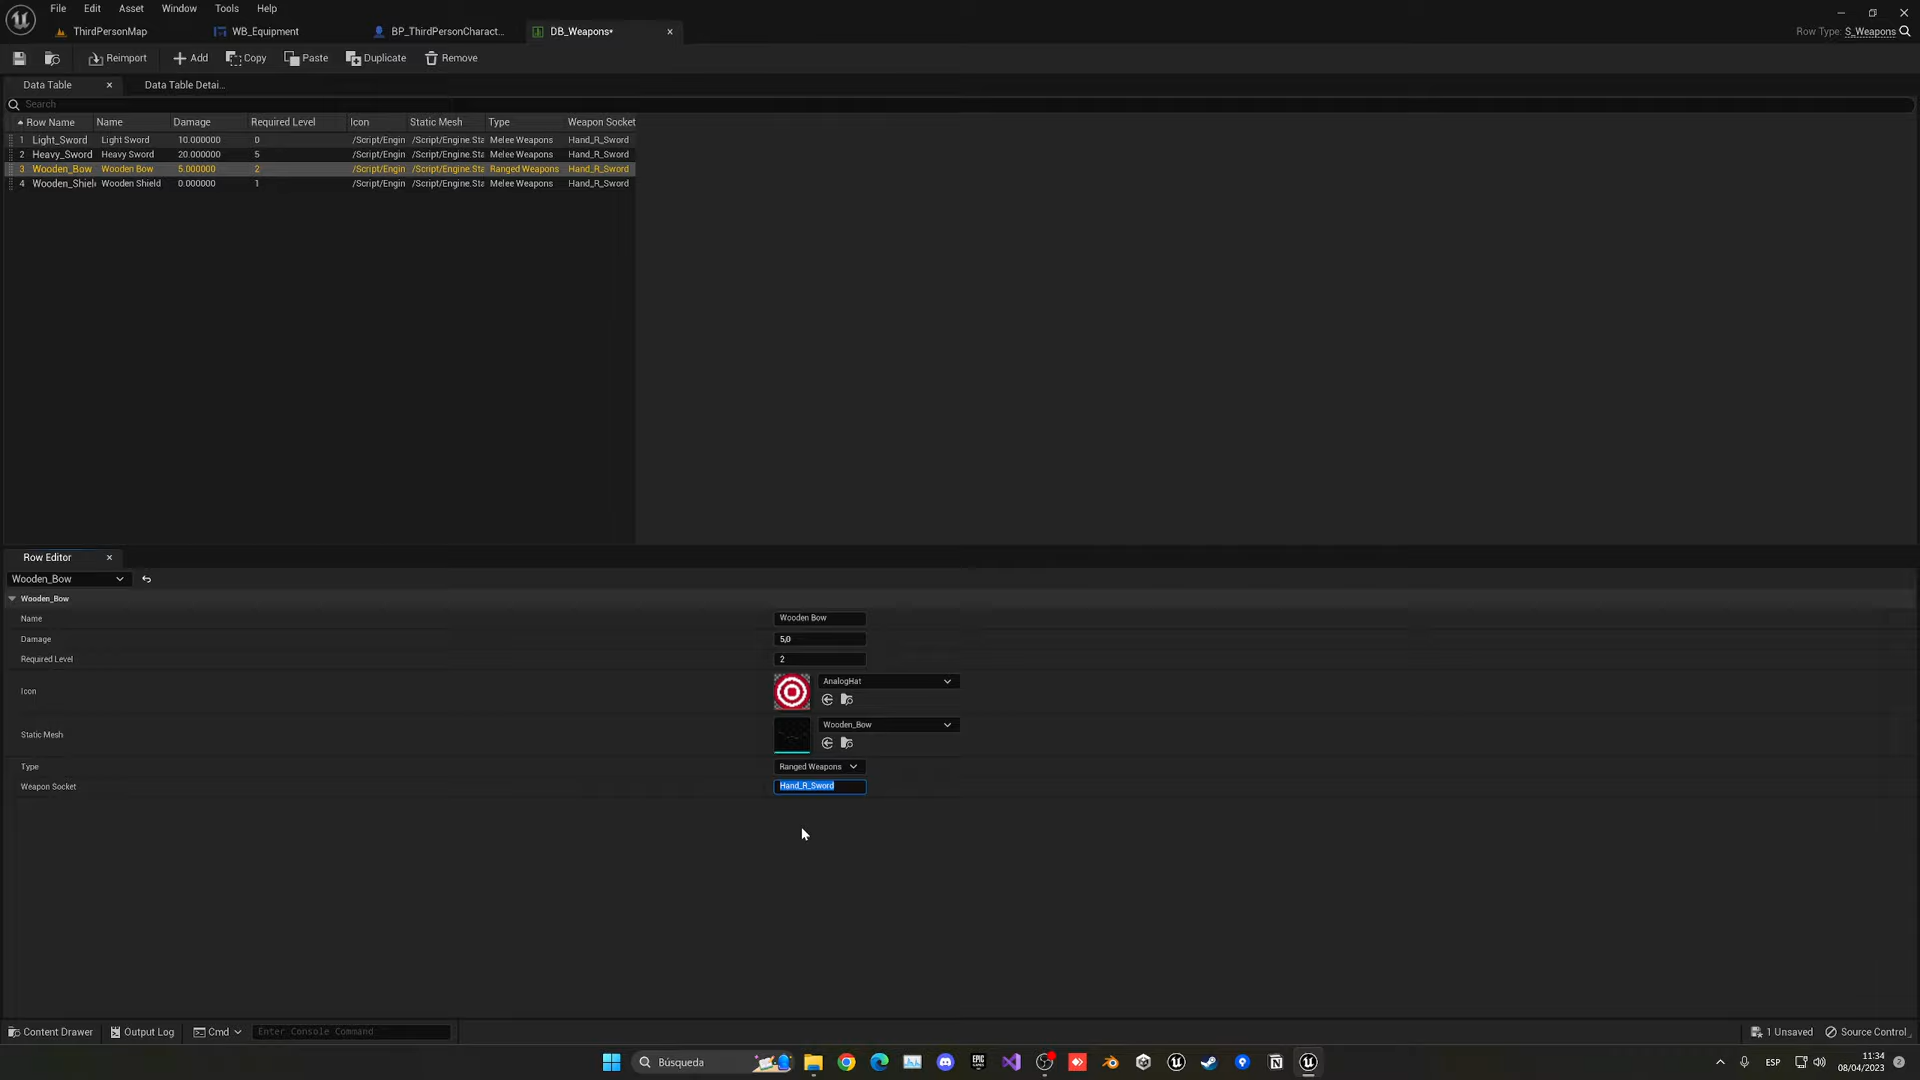 File Edit Asset Window Tools Help
ThirdPersonMap WB_Equipment BP_ThirdPersonCharact... DB_Weapons*
Row Type: S_Weapons
Reimport Add Copy Paste Duplicate Remove
Data Table Data Table Detai...
Search
Row Name Name Damage Required Level Icon Static Mesh Type Weapon Socket
1 Light_Sword Light Sword 10.000000 0 /Script/Engin /Script/Engine.Sta Melee Weapons Hand_R_Sword
2 Heavy_Sword Heavy Sword 20.000000 5 /Script/Engin /Script/Engine.Sta Melee Weapons Hand_R_Sword
3 Wooden_Bow Wooden Bow 5.000000 2 /Script/Engin /Script/Engine.Sta Ranged Weapons Hand_R_Sword
4 Wooden_Shiel Wooden Shield 0.000000 1 /Script/Engin /Script/Engine.Sta Melee Weapons Hand_R_Sword
Row Editor
Wooden_Bow
Wooden_Bow
Name Wooden Bow
Damage 5,0
Required Level 2
Icon AnalogHat
Static Mesh Wooden_Bow
Type Ranged Weapons
Weapon Socket Hand_R_Sword
Content Drawer Output Log Cmd Enter Console Command 1 Unsaved Source Control
Búsqueda EPIC GAMES ESP 11:34
08/04/2023 2